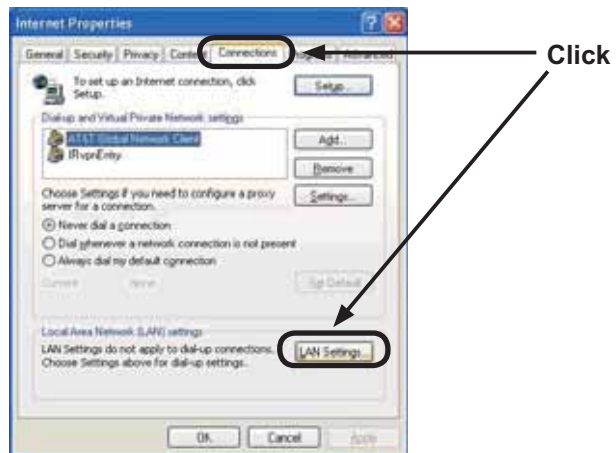 Internet Properties
General Security Privacy Content Connections Programs Advanced
Click
To set up an Internet connection, click
Setup.
Setup...
Dial-up and Virtual Private Network settings
AT&T Global Network Client
IRvpnEntry
Add...
Remove
Choose Settings if you need to configure a proxy
server for a connection.
Settings...
Never dial a connection
Dial whenever a network connection is not present
Always dial my default connection
Current None
Set Default
Local Area Network (LAN) settings
LAN Settings do not apply to dial-up connections.
Choose Settings above for dial-up settings.
LAN Settings...
OK Cancel Apply